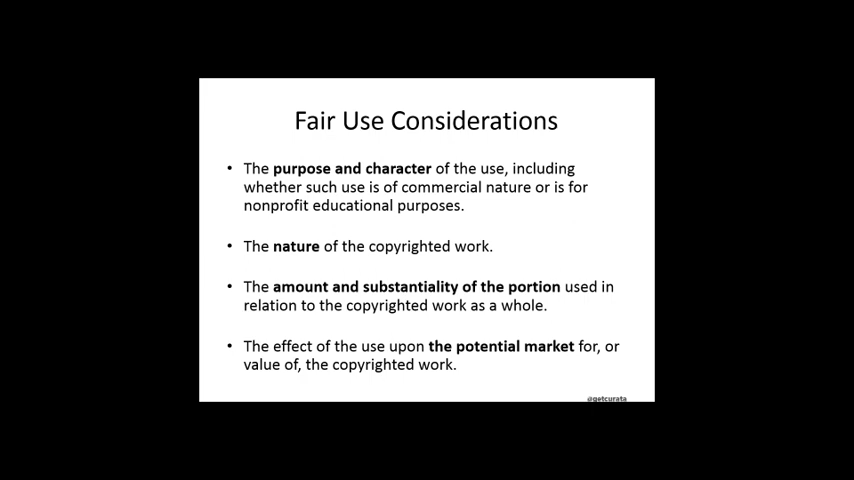 Fair Use Considerations
• The purpose and character of the use, including
whether such use is of commercial nature or is for
nonprofit educational purposes.
• The nature of the copyrighted work.
• The amount and substantiality of the portion used in
relation to the copyrighted work as a whole.
• The effect of the use upon the potential market for, or
value of, the copyrighted work.
@getcurata